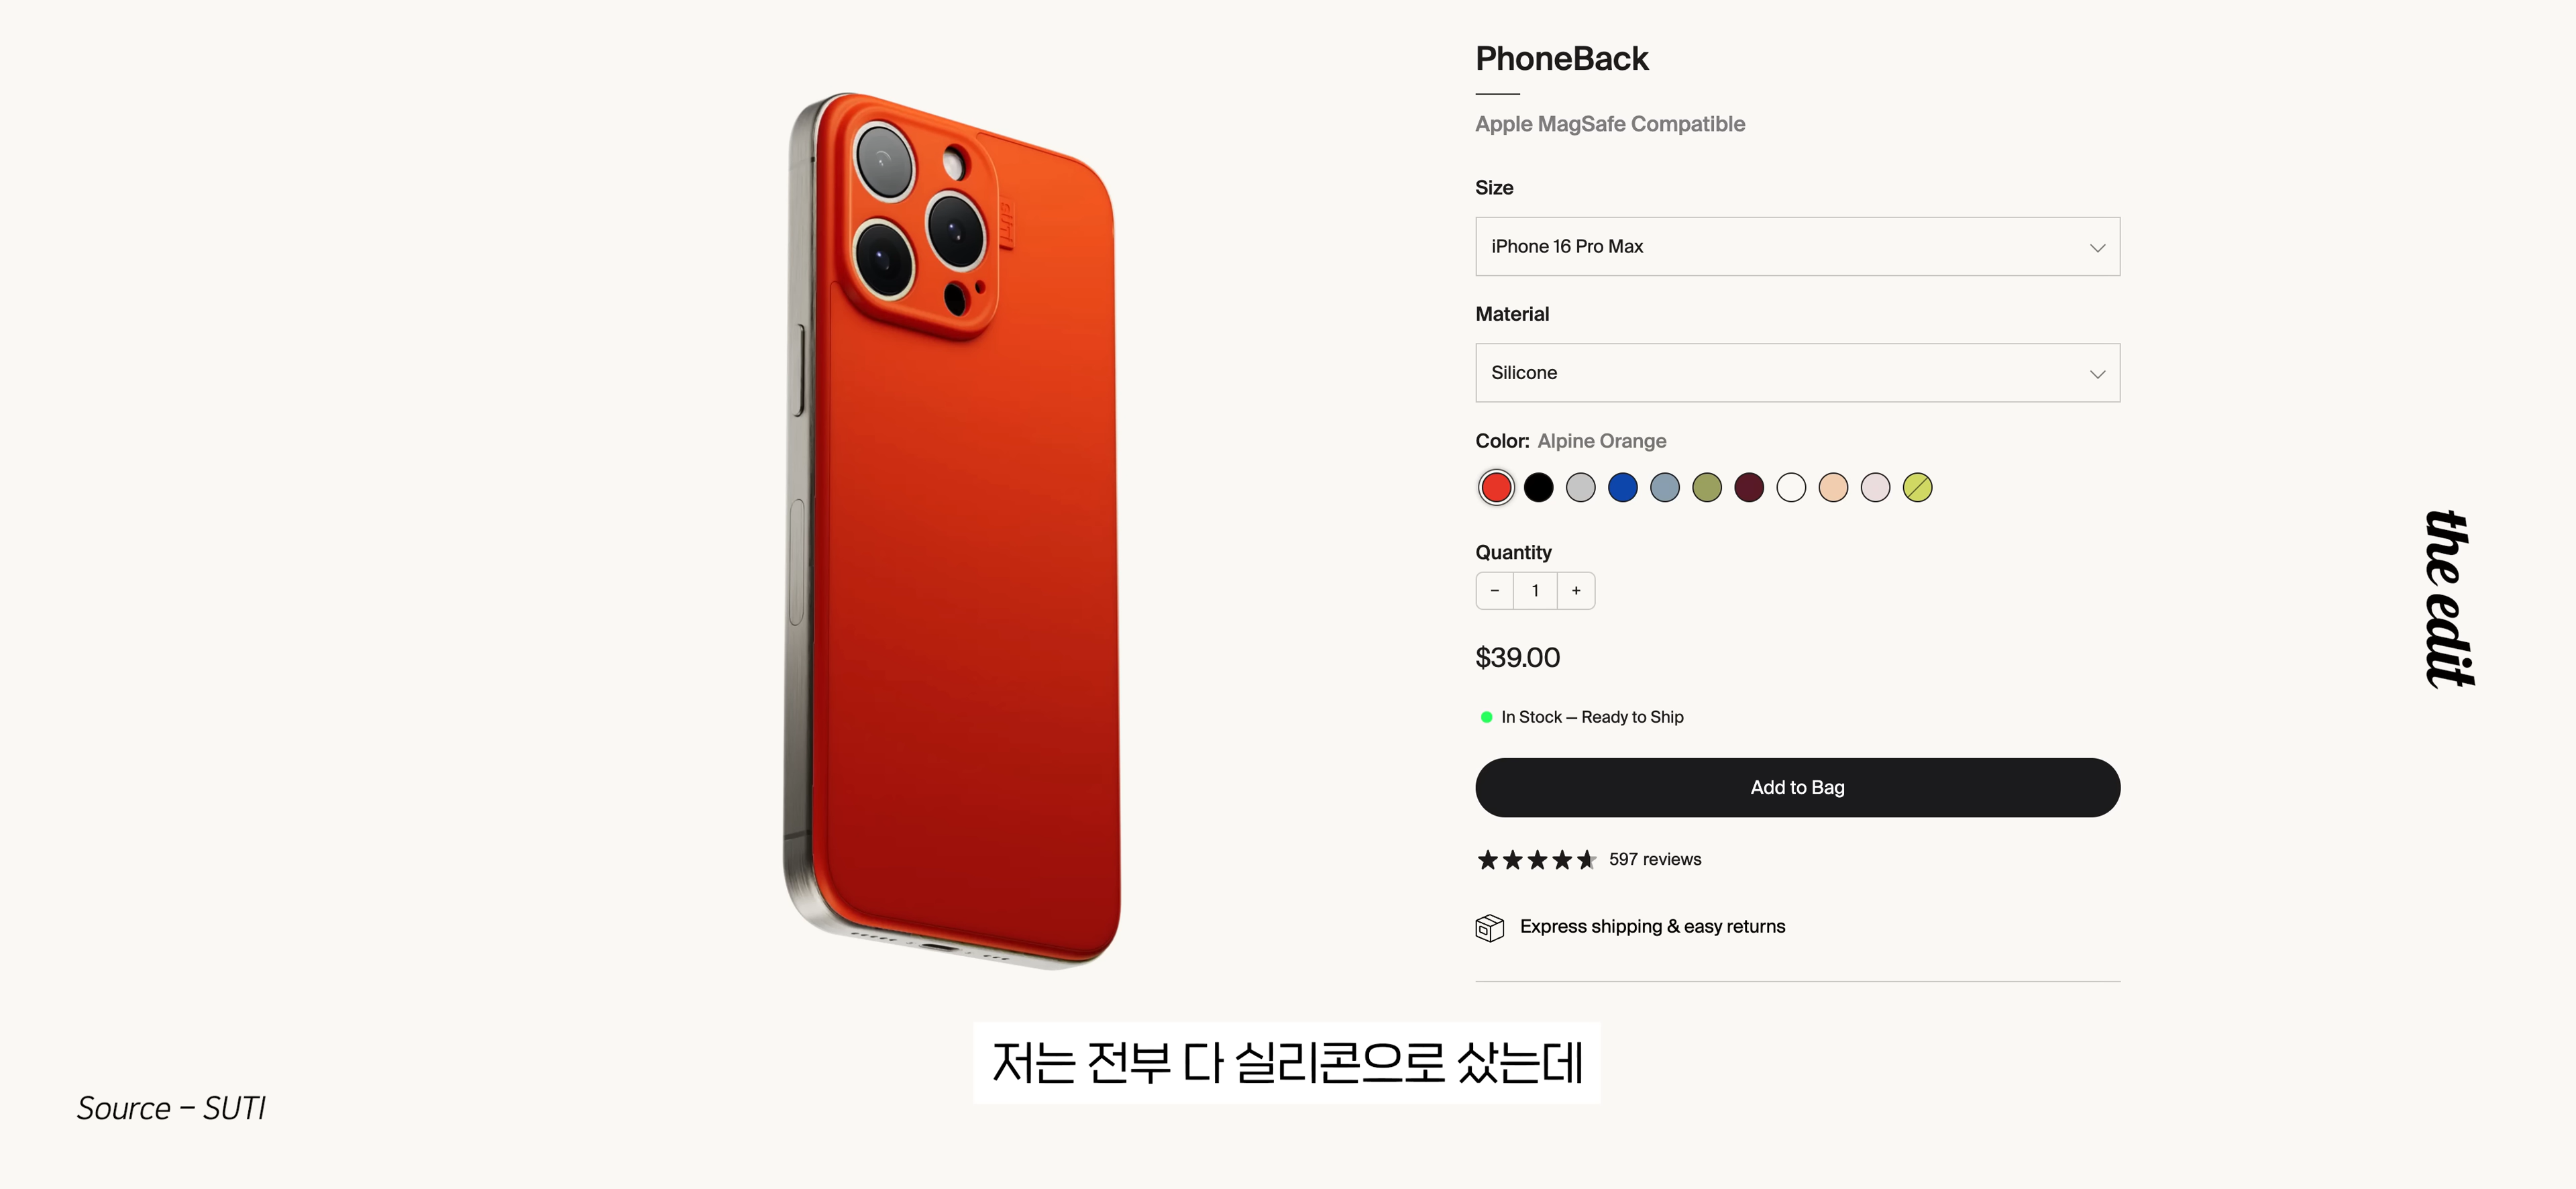 PhoneBack
Apple MagSafe Compatible
Size
iPhone 16 Pro Max
Material
Silicone
Color: Alpine Orange
Quantity
− 1 +
$39.00
In Stock – Ready to Ship
Add to Bag
597 reviews
Express shipping & easy returns
SUTI
the edit
저는 전부 다 실리콘으로 샀는데
Source – SUTI